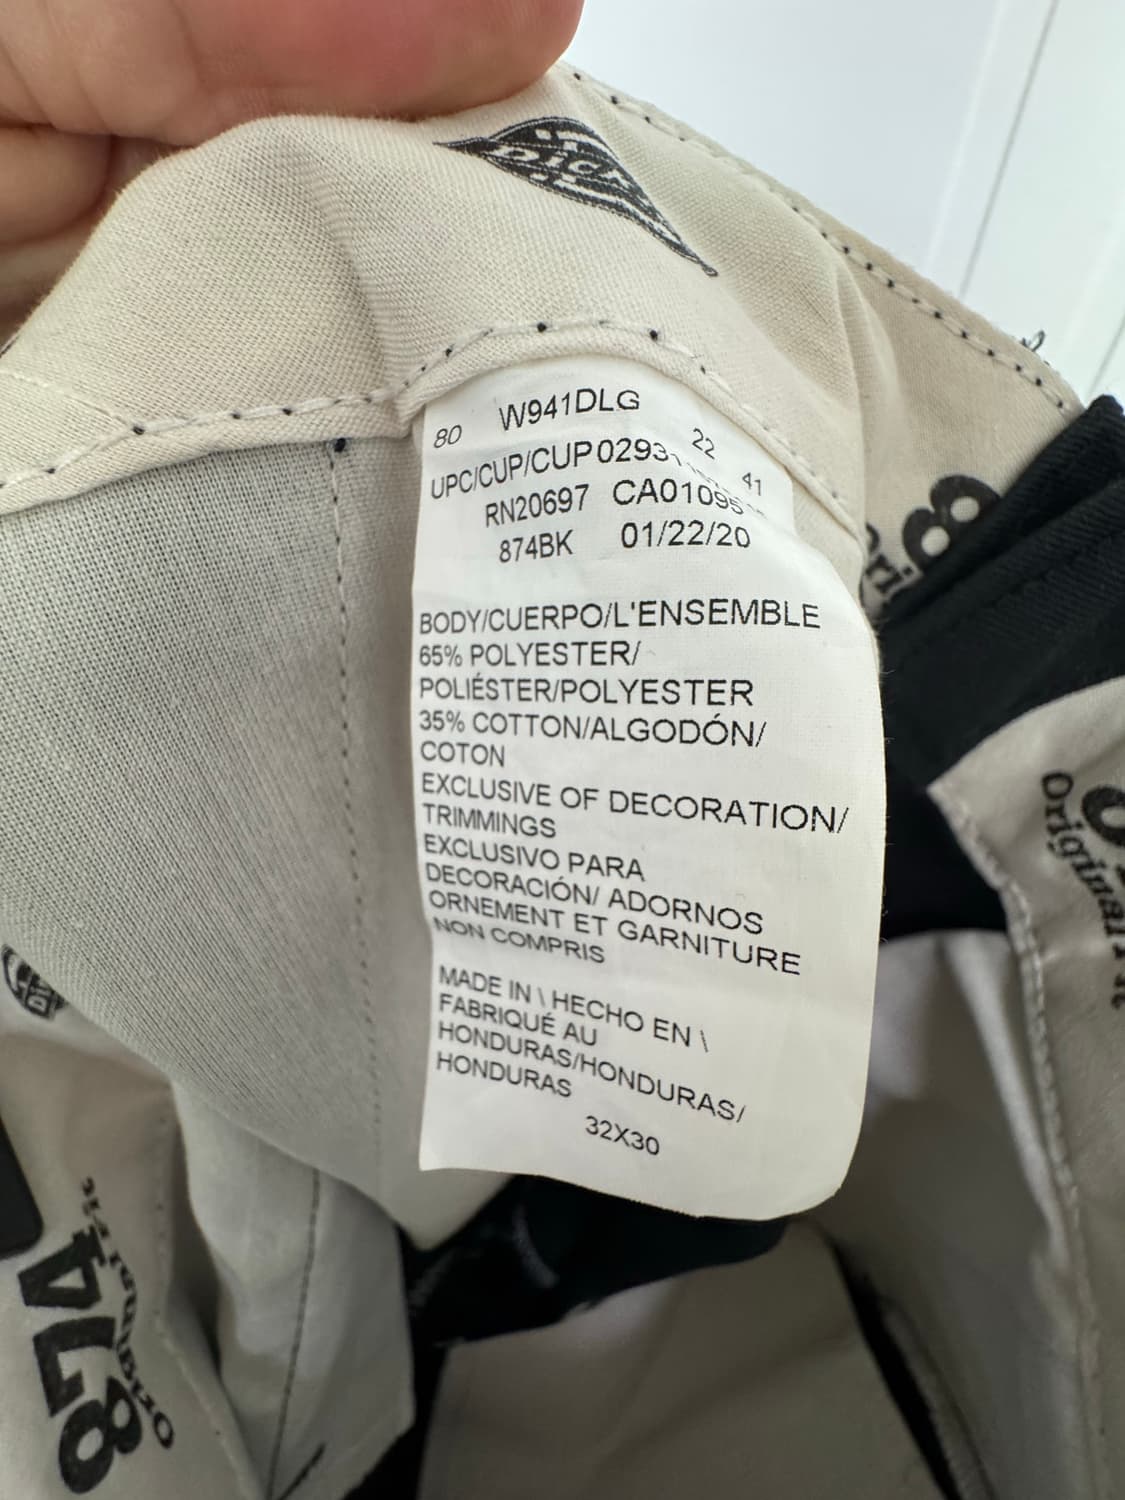 80 W941DLG 22
UPC/CUP/CUP 41
RN20697
874BK 01/22/20
BODY/CUERPO/L'ENSEMBLE
65% POLYESTER/
POLIÉSTER/POLYESTER
35% COTTON/ALGODÓN/
COTON
EXCLUSIVE OF DECORATION/
TRIMMINGS
EXCLUSIVO PARA
DECORACIÓN/ ADORNOS
ORNEMENT ET GARNITURE
NON COMPRIS
MADE IN \ HECHO EN \
FABRIQUÉ AU
HONDURAS/HONDURAS/
HONDURAS
32X30
Original Fit
874